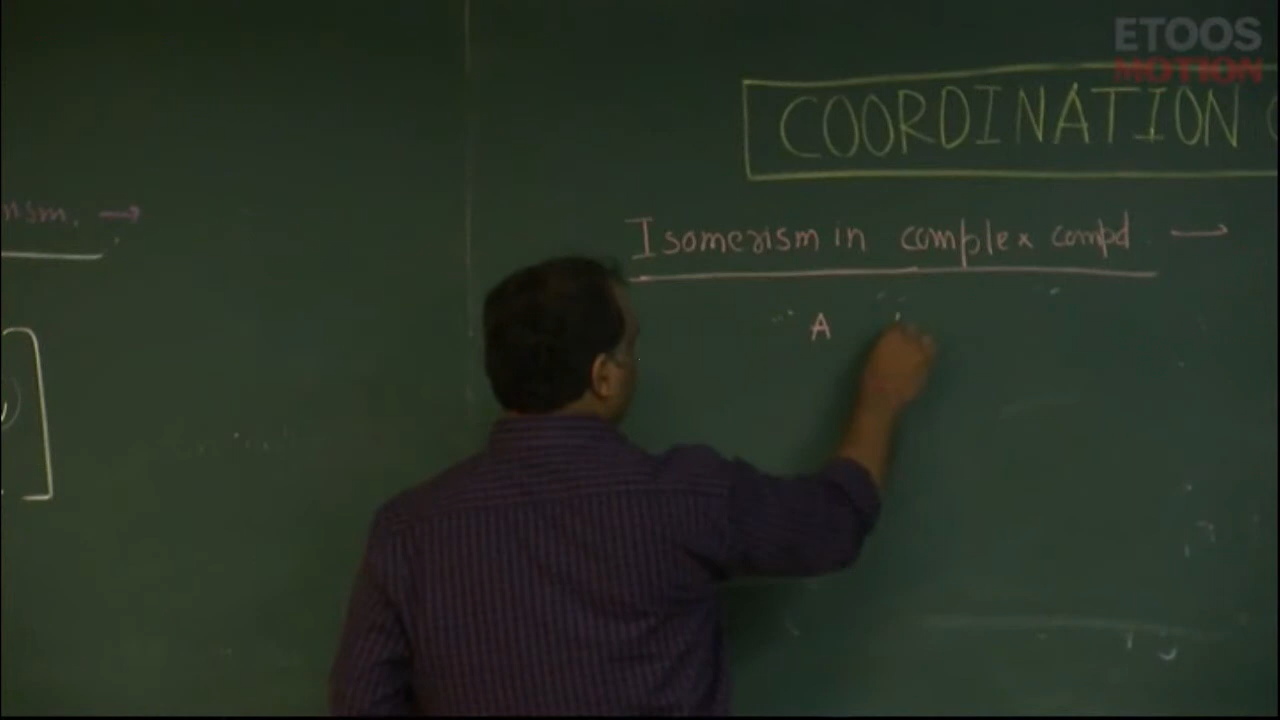 ETOOS
MOTION
COORDINATION
Isomerism in complex compd →
A